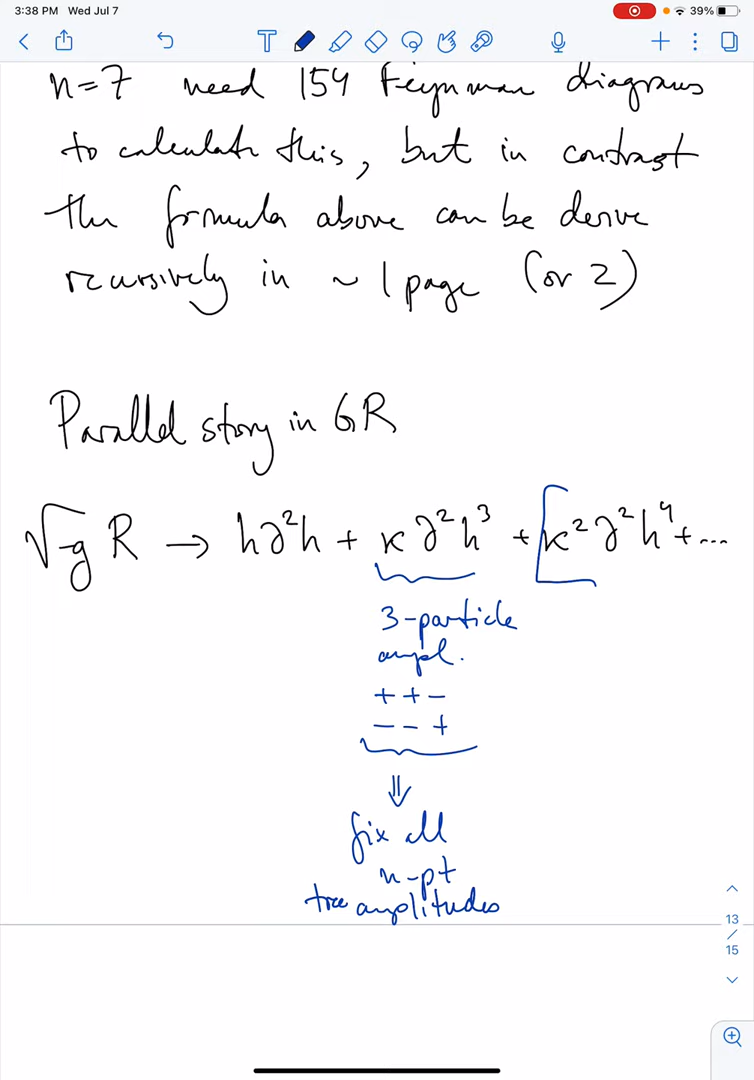 3:38 PM Wed Jul 7
39%
n=7 need 154 Feynman diagrams
to calculate this, but in contrast
the formula above can be derive
recursively in ~ 1 page (or 2)
Parallel story in GR
√-g R → h∂²h + κ∂²h³ + κ²∂²h⁴ + ...
3-particle
ampl.
+ + -
- - +
⇓
fix all
n-pt
tree amplitudes
13
/
15